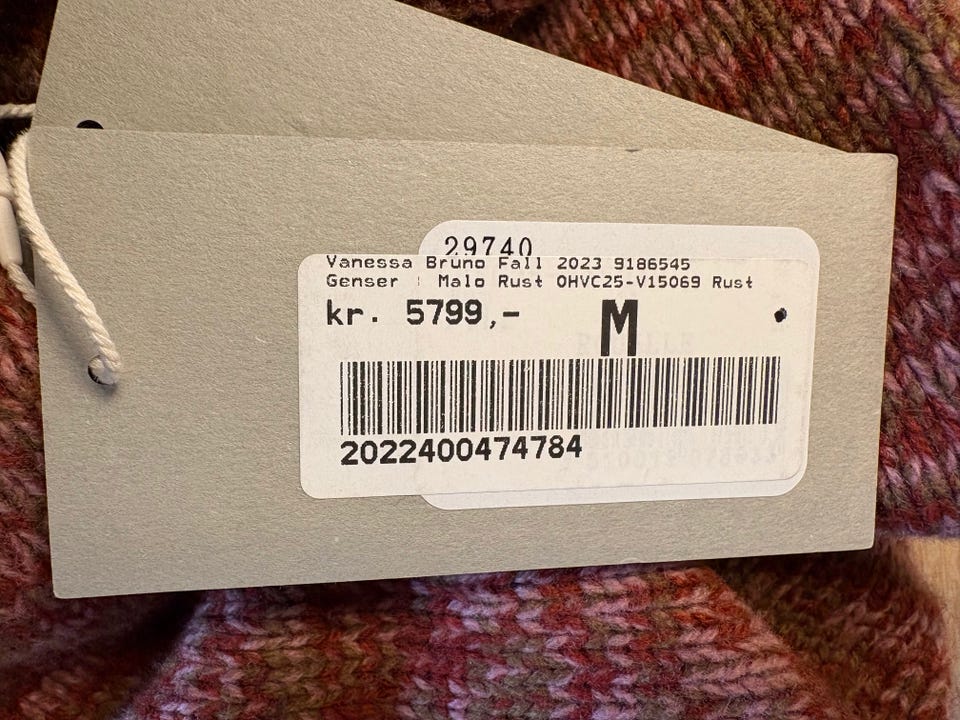 29740
Vanessa Bruno Fall 2023 9186545
Genser | Malo Rust OHVC25-V15069 Rust
kr. 5799,- M
2022400474784